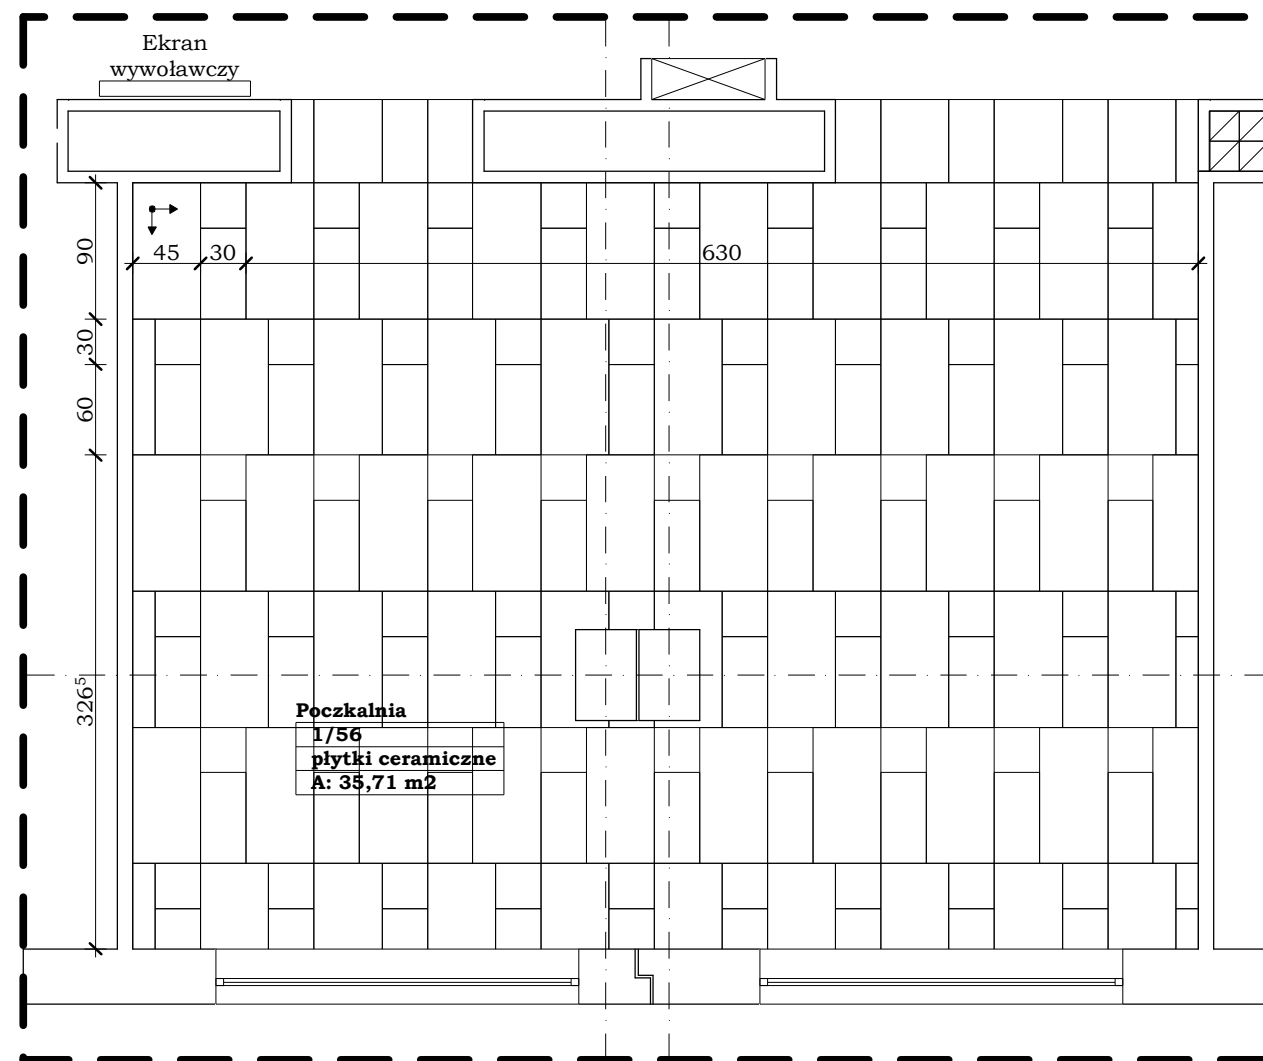 Ekran
wywoławczy
90
45
30
630
30
60
326⁵
Poczkalnia
1/56
płytki ceramiczne
A: 35,71 m2